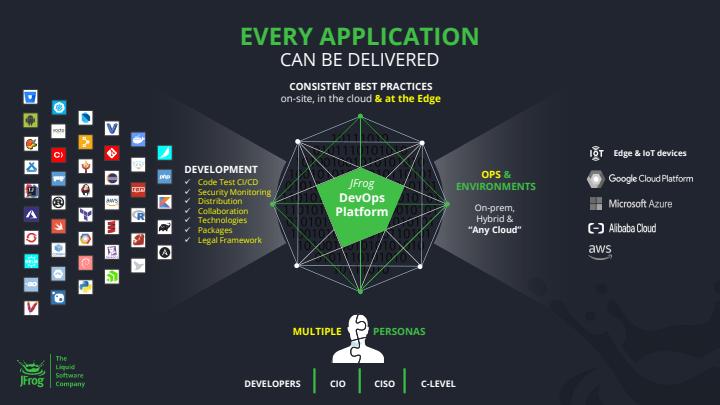 EVERY APPLICATION
CAN BE DELIVERED
CONSISTENT BEST PRACTICES
on-site, in the cloud & at the Edge
DEVELOPMENT
✓ Code Test CI/CD
✓ Security Monitoring
✓ Distribution
✓ Collaboration
✓ Technologies
✓ Packages
✓ Legal Framework
JFrog
DevOps
Platform
OPS &
ENVIRONMENTS
On-prem,
Hybrid &
“Any Cloud”
IoT Edge & IoT devices
Google Cloud Platform
Microsoft Azure
Alibaba Cloud
aws
php
aws
R
MULTIPLE PERSONAS
DEVELOPERS CIO CISO C-LEVEL
JFrog
The
Liquid
Software
Company